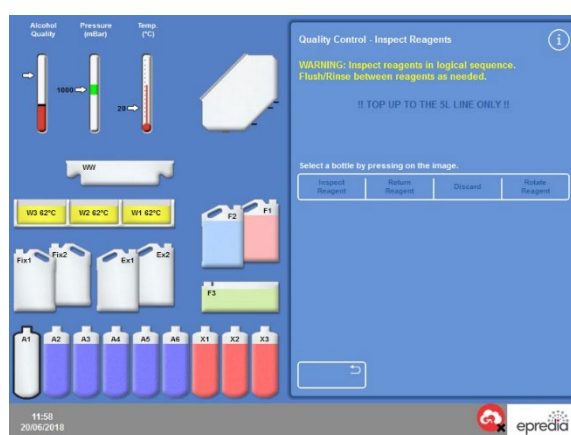 Alcohol Quality
Pressure (mBar)
Temp. (°C)
1000
20
WW
W3 62°C
W2 62°C
W1 62°C
F2
F1
Fix1
Fix2
Ex1
Ex2
F3
A1
A2
A3
A4
A5
A6
X1
X2
X3
Quality Control - Inspect Reagents
i
WARNING: Inspect reagents in logical sequence.
Flush/Rinse between reagents as needed.
!! TOP UP TO THE 5L LINE ONLY !!
Select a bottle by pressing on the image.
Inspect Reagent
Return Reagent
Discard
Rotate Reagent
11:58
20/06/2018
epredia